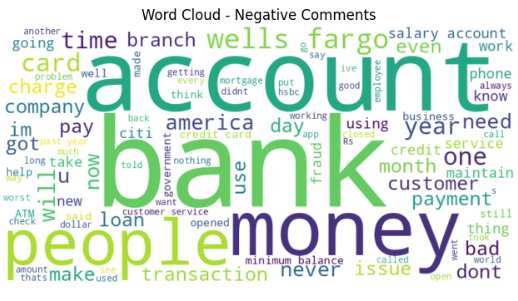 Word Cloud - Negative Comments
another
going
time
branch
wells fargo
go
say
salary account
even
work
card
problem
well
made
account
getting
every
think
mortgage
didnt
put
hsbc
ive
good
employee
phone
always
know
charge
company
im
got
pay
citi
america
day
using
year
need
business
back
working
closed
call
long
much
past year
now
bank
told
credit card
nothing
government
use
app
fraud
Rs
credit
month
service
one
maintain
help
take
u
will
way
worst
ATM
new
loan
want
customer
payment
s
said
customer service
opened
still
check
dollar
people
money
thing
minimum balance
went
took
bad
amount
thats
make
see
used
transaction
never
issue
called
many
open
world
dont